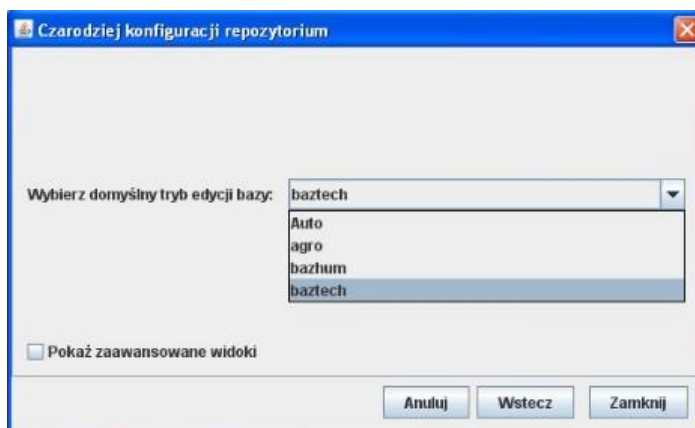 Czarodziej konfiguracji repozytorium
Wybierz domyślny tryb edycji bazy: baztech
Auto
agro
bazhum
baztech
Pokaż zaawansowane widoki
Anuluj Wstecz Zamknij